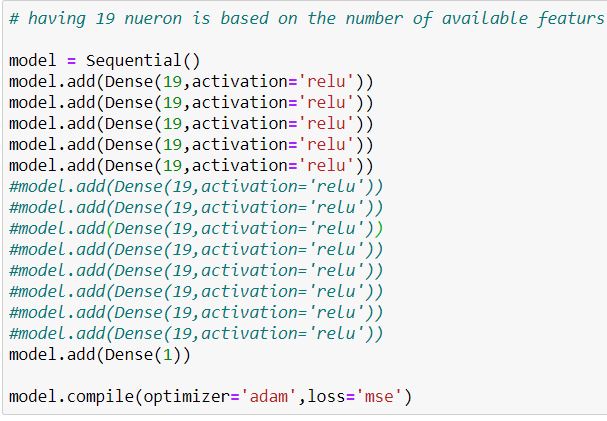 # having 19 nueron is based on the number of available featurs
model = Sequential()
model.add(Dense(19,activation='relu'))
model.add(Dense(19,activation='relu'))
model.add(Dense(19,activation='relu'))
model.add(Dense(19,activation='relu'))
model.add(Dense(19,activation='relu'))
#model.add(Dense(19,activation='relu'))
#model.add(Dense(19,activation='relu'))
#model.add(Dense(19,activation='relu'))
#model.add(Dense(19,activation='relu'))
#model.add(Dense(19,activation='relu'))
#model.add(Dense(19,activation='relu'))
#model.add(Dense(19,activation='relu'))
#model.add(Dense(19,activation='relu'))
model.add(Dense(1))
model.compile(optimizer='adam',loss='mse')